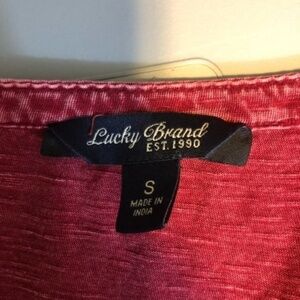 Lucky Brand
EST. 1990
S
MADE IN
INDIA